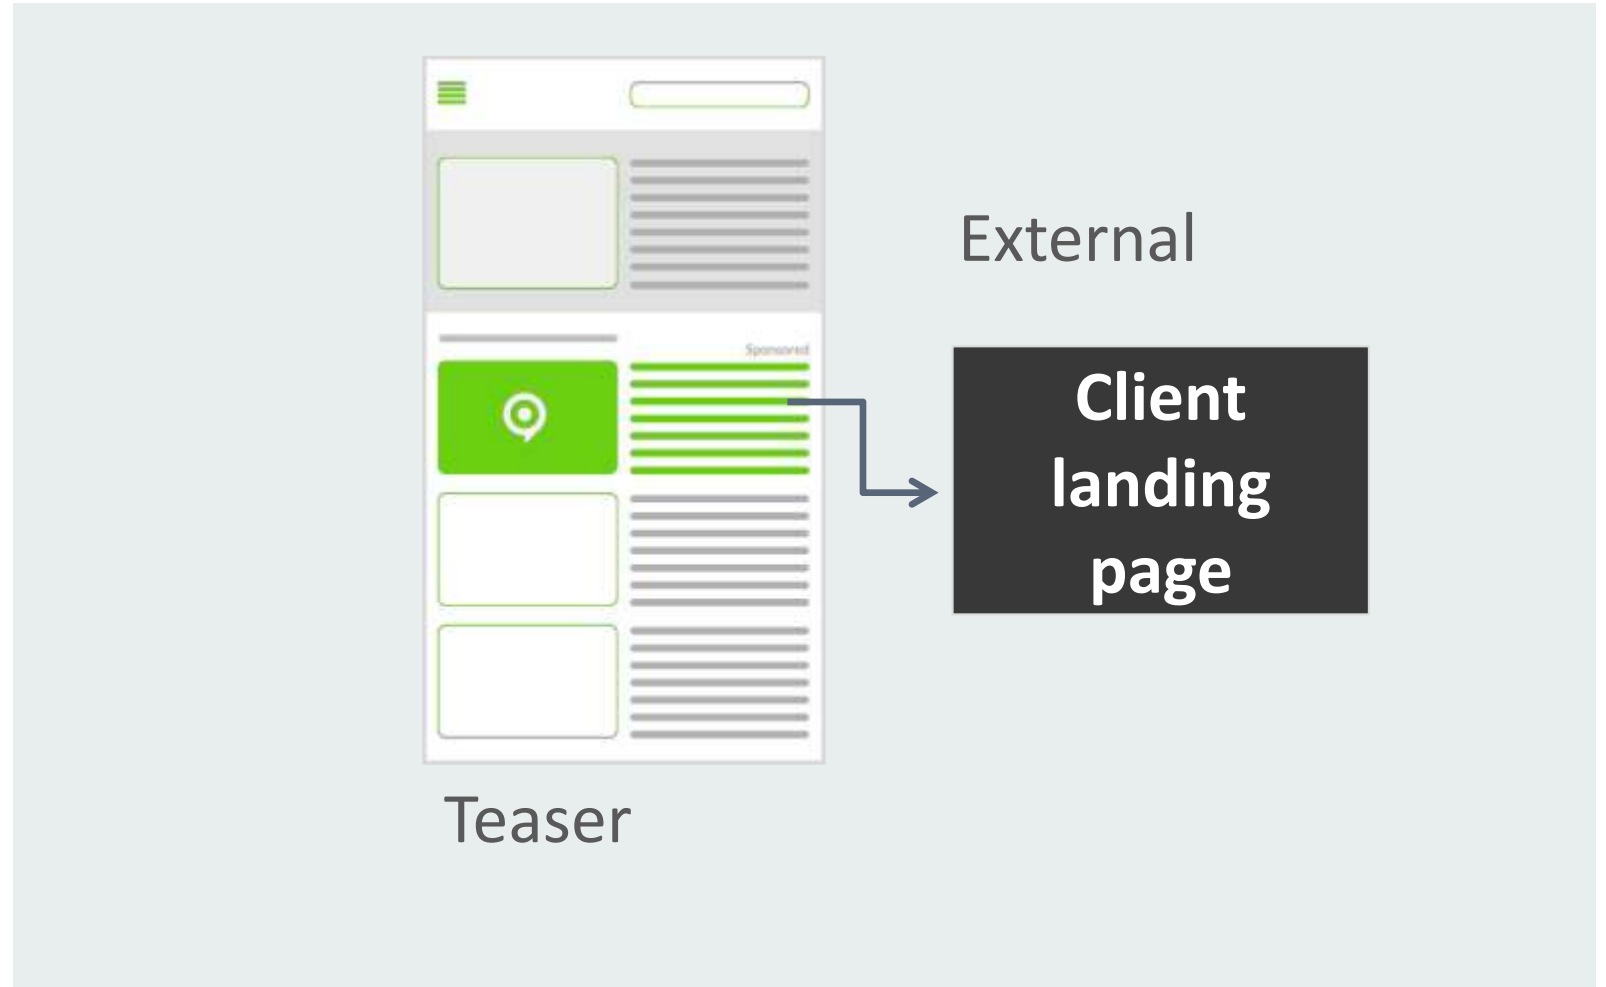 External
Sponsored
Client
landing
page
Teaser